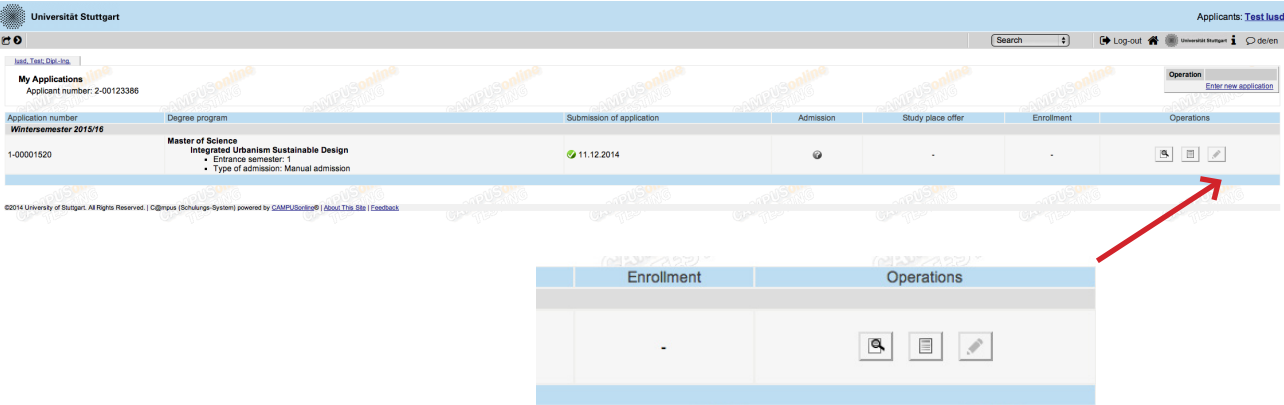 Universität Stuttgart
Applicants: Test Iusd
Search
Log-out
Universität Stuttgart
de/en
Iusd, Test; Dipl.-Ing.
My Applications
Applicant number: 2-00123386
Operation
Enter new application
Application number Degree program Submission of application Admission Study place offer Enrollment Operations
Wintersemester 2015/16
1-00001520
Master of Science
Integrated Urbanism Sustainable Design
▪ Entrance semester: 1
▪ Type of admission: Manual admission
11.12.2014
-
-
©2014 University of Stuttgart. All Rights Reserved. | C@mpus (Schulungs-System) powered by CAMPUSonline® | About This Site | Feedback
Enrollment Operations
-